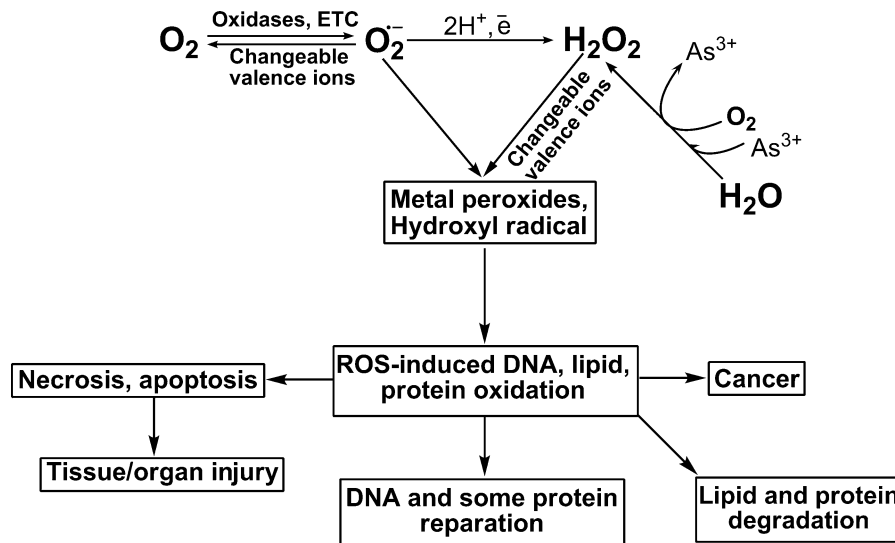 Oxidases, ETC
O₂
Changeable
valence ions
O₂·̄
2H⁺, ē
H₂O₂
Changeable
valence ions
As³⁺
O₂
As³⁺
H₂O
Metal peroxides,
Hydroxyl radical
ROS-induced DNA, lipid,
protein oxidation
Necrosis, apoptosis
Cancer
Tissue/organ injury
DNA and some protein
reparation
Lipid and protein
degradation